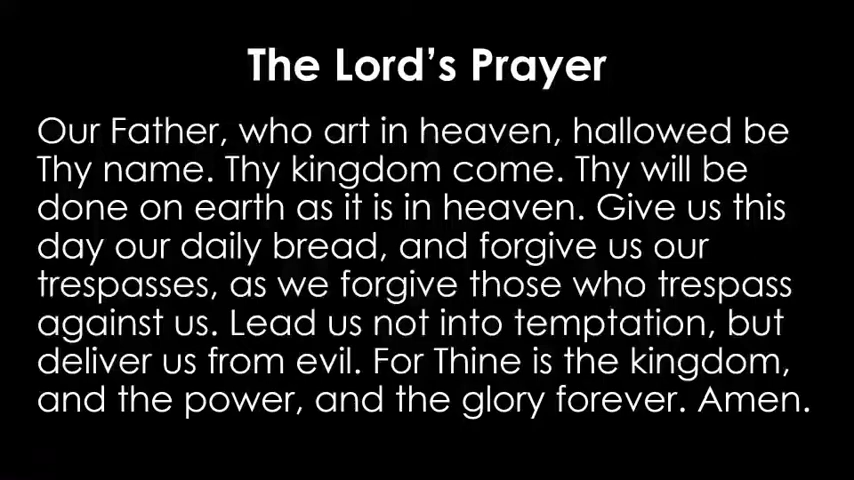 The Lord’s Prayer
Our Father, who art in heaven, hallowed be
Thy name. Thy kingdom come. Thy will be
done on earth as it is in heaven. Give us this
day our daily bread, and forgive us our
trespasses, as we forgive those who trespass
against us. Lead us not into temptation, but
deliver us from evil. For Thine is the kingdom,
and the power, and the glory forever. Amen.